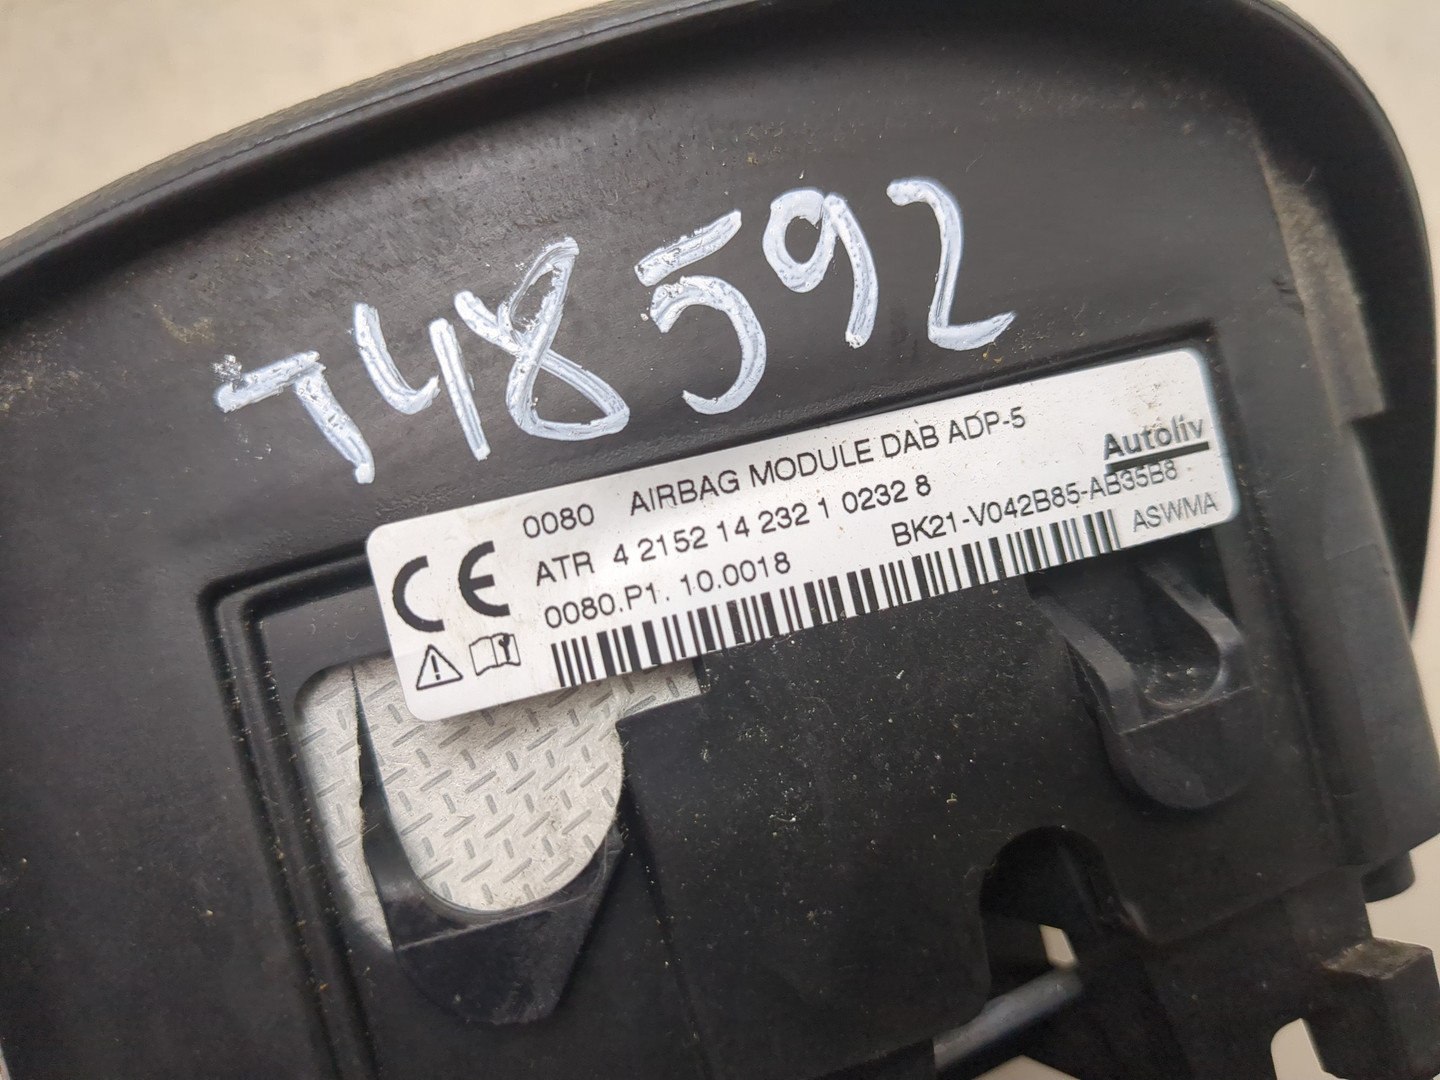 748592
0080 AIRBAG MODULE DAB ADP-5
Autoliv
ATR 4 2152 14 232 1 0232 8
BK21-V042B85-AB35B8
0080.P1. 10.0018
ASWMA
CE